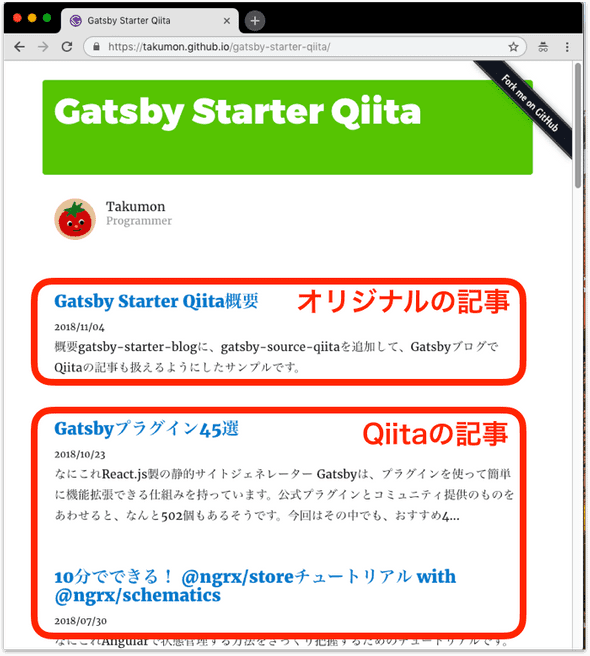 Gatsby Starter Qiita
https://takumon.github.io/gatsby-starter-qiita/
Fork me on GitHub
Gatsby Starter Qiita
Takumon
Programmer
オリジナルの記事
Gatsby Starter Qiita概要
2018/11/04
概要gatsby-starter-blogに、gatsby-source-qiitaを追加して、Gatsbyブログで
Qiitaの記事も扱えるようにしたサンプルです。
Qiitaの記事
Gatsbyプラグイン45選
2018/10/23
なにこれReact.js製の静的サイトジェネレーター Gatsbyは、プラグインを使って簡単
に機能拡張できる仕組みを持っています。公式プラグインとコミュニティ提供のものを
あわせると、なんと502個もあるそうです。今回はその中でも、おすすめ4...
10分でできる！ @ngrx/storeチュートリアル with
@ngrx/schematics
2018/07/30
なにこれAngularで状態管理する方法をざっくり把握するためのチュートリアルです。